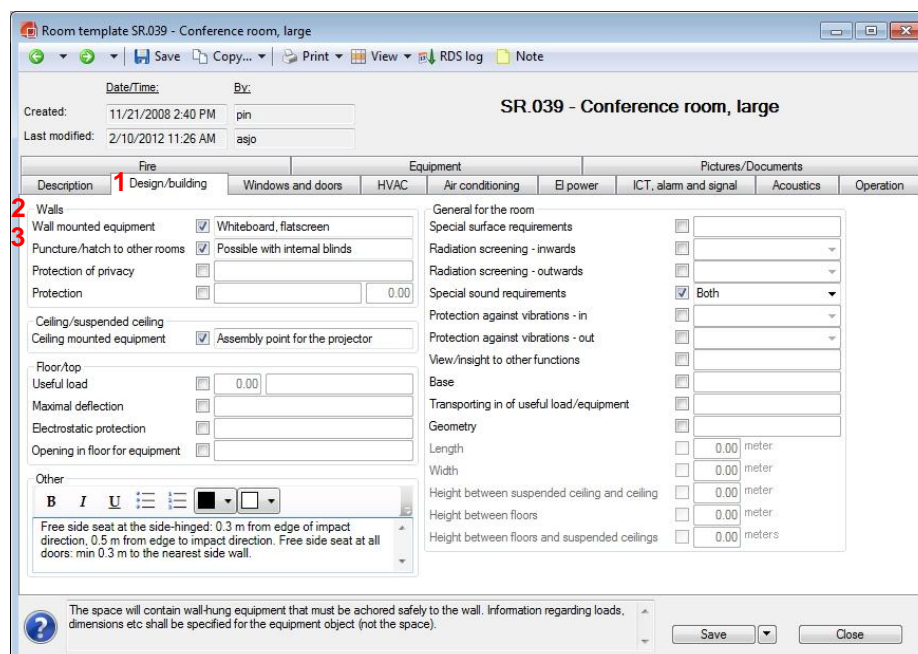 Room template SR.039 - Conference room, large
Save Copy... Print View RDS log Note
Date/Time: By:
Created: 11/21/2008 2:40 PM pin
SR.039 - Conference room, large
Last modified: 2/10/2012 11:26 AM asjo
Fire Equipment Pictures/Documents
Description 1 Design/building Windows and doors HVAC Air conditioning El power ICT, alarm and signal Acoustics Operation
2 Walls
Wall mounted equipment Whiteboard, flatscreen
3
Puncture/hatch to other rooms Possible with internal blinds
Protection of privacy
Protection 0.00
Ceiling/suspended ceiling
Ceiling mounted equipment Assembly point for the projector
Floor/top
Useful load 0.00
Maximal deflection
Electrostatic protection
Opening in floor for equipment
Other
B I U
Free side seat at the side-hinged: 0.3 m from edge of impact
direction, 0.5 m from edge to impact direction. Free side seat at all
doors: min 0.3 m to the nearest side wall.
General for the room
Special surface requirements
Radiation screening - inwards
Radiation screening - outwards
Special sound requirements Both
Protection against vibrations - in
Protection against vibrations - out
View/insight to other functions
Base
Transporting in of useful load/equipment
Geometry
Length 0.00 meter
Width 0.00 meter
Height between suspended ceiling and ceiling 0.00 meter
Height between floors 0.00 meter
Height between floors and suspended ceilings 0.00 meters
The space will contain wall-hung equipment that must be achored safely to the wall. Information regarding loads,
dimensions etc shall be specified for the equipment object (not the space).
Save Close